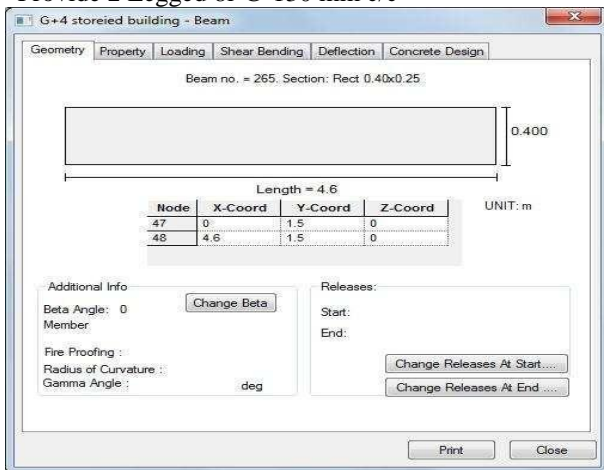 Provide 2 Legged
G+4 storeied building - Beam
Geometry Property Loading Shear Bending Deflection Concrete Design
Beam no. = 265. Section: Rect 0.40x0.25
0.400
Length = 4.6
UNIT: m
Node X-Coord Y-Coord Z-Coord
47 0 1.5 0
48 4.6 1.5 0
Additional Info
Beta Angle: 0
Change Beta
Member
Fire Proofing :
Radius of Curvature :
Gamma Angle : deg
Releases:
Start:
End:
Change Releases At Start....
Change Releases At End ....
Print Close